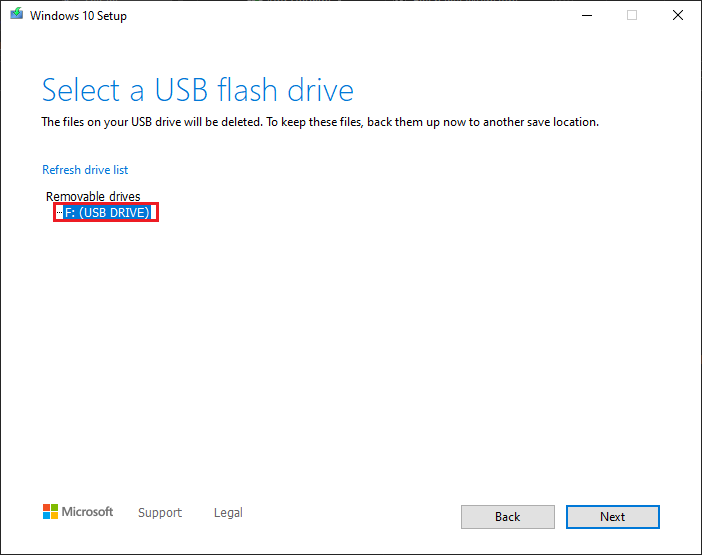 Windows 10 Setup
Select a USB flash drive
The files on your USB drive will be deleted. To keep these files, back them up now to another save location.
Refresh drive list
Removable drives
F: (USB DRIVE)
Microsoft Support Legal Back Next